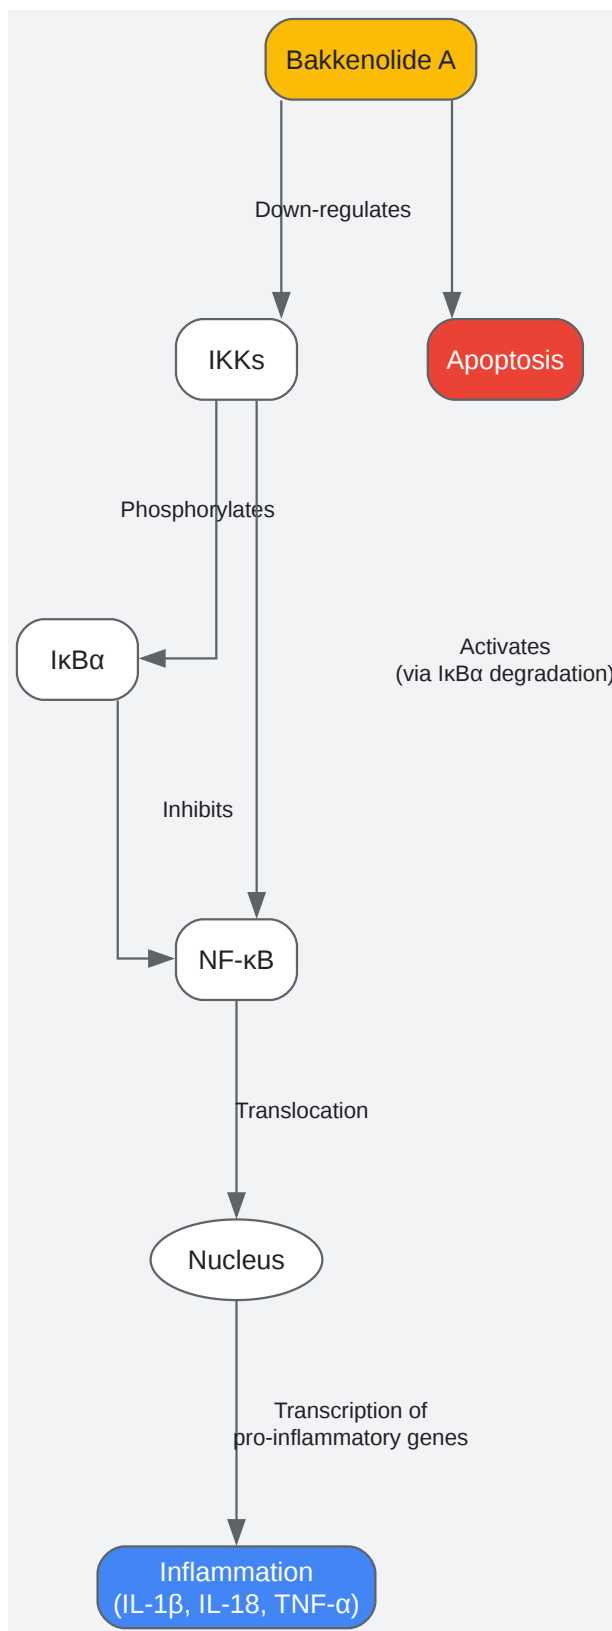 Bakkenolide A
Down-regulates
IKKs
Apoptosis
Phosphorylates
IκBα
Activates
(via IκBα degradation)
Inhibits
NF-κB
Translocation
Nucleus
Transcription of
pro-inflammatory genes
Inflammation
(IL-1β, IL-18, TNF-α)